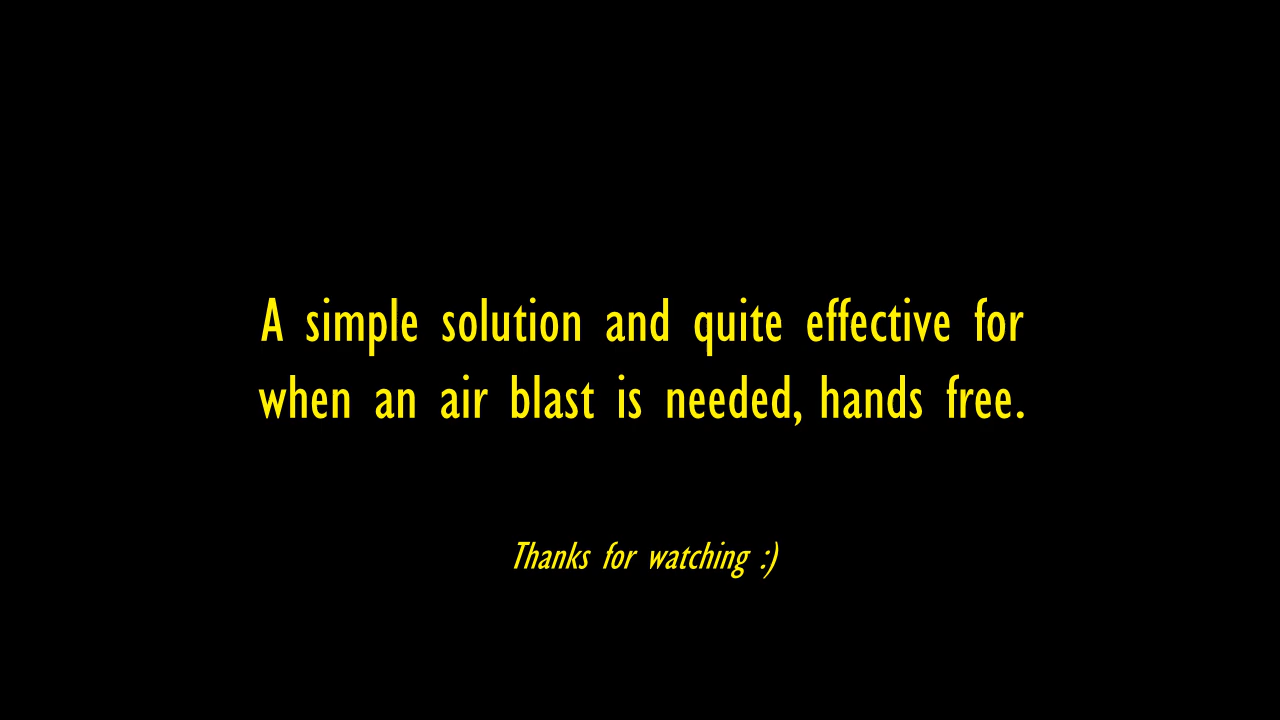 A simple solution and quite effective for
when an air blast is needed, hands free.
Thanks for watching :)